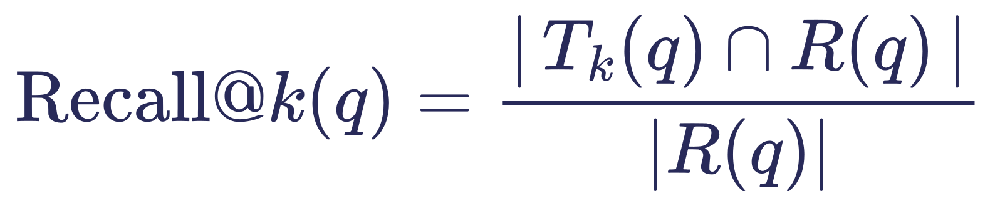 Recall@k(q) = | T_k(q) ∩ R(q) | / |R(q)|